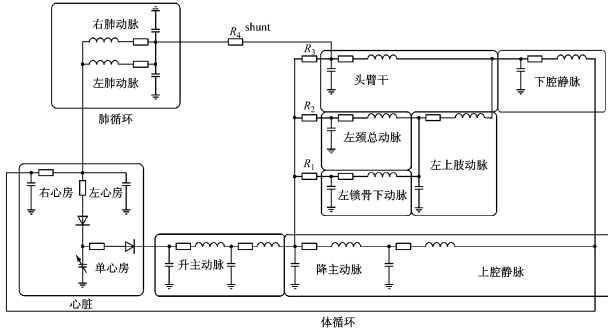 右肺动脉
R4 shunt
左肺动脉
肺循环
R3
头臂干
下腔静脉
R2
左颈总动脉
左上肢动脉
R1
左锁骨下动脉
右心房
左心房
单心房
心脏
升主动脉
降主动脉
上腔静脉
体循环